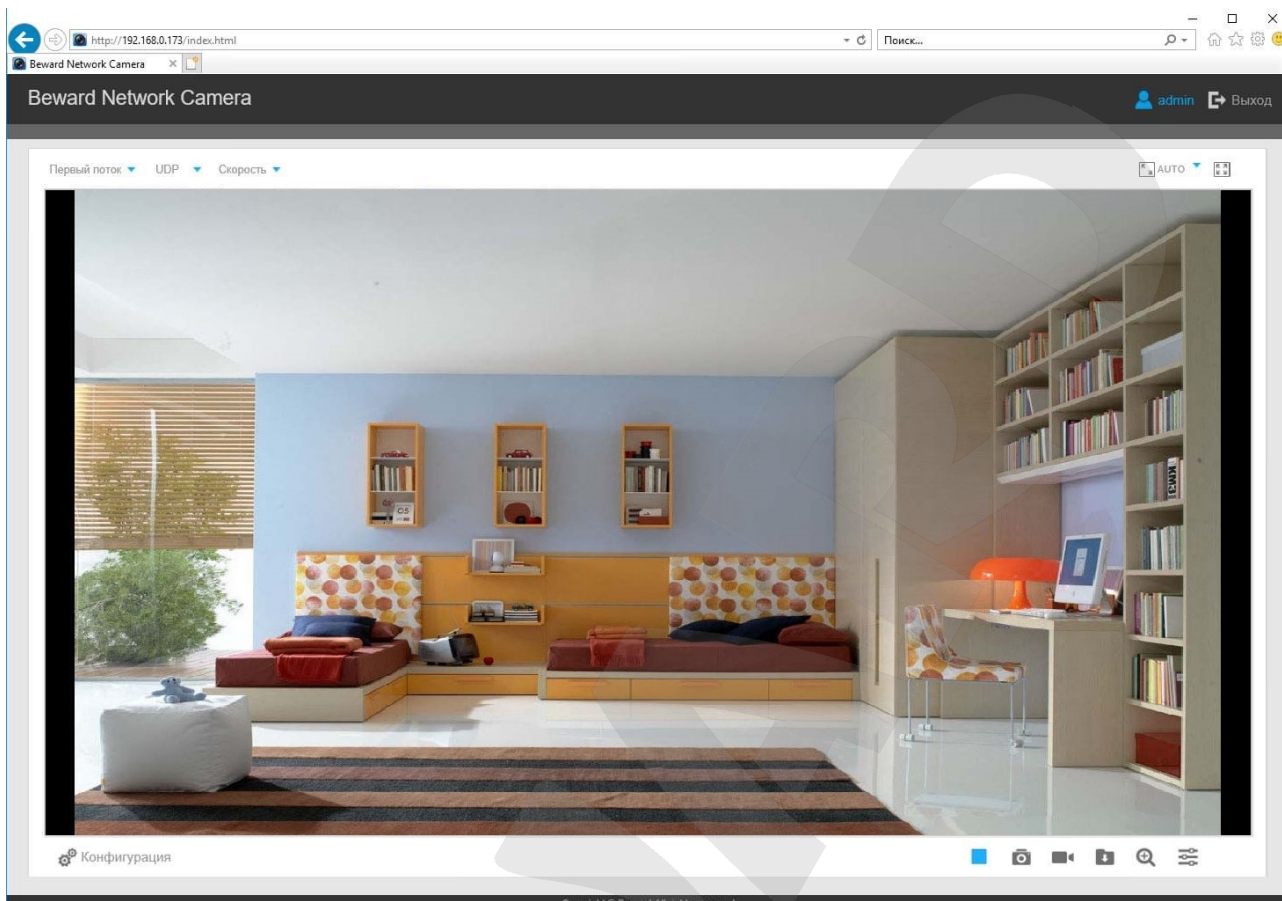 http://192.168.0.173/index.html
Поиск...
Beward Network Camera
Beward Network Camera
admin
Выход
Первый поток
UDP
Скорость
AUTO
Конфигурация